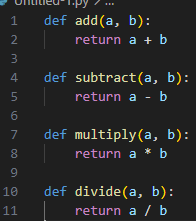 Untitled-1.py > ...
1 def add(a, b):
2     return a + b
3
4 def subtract(a, b):
5     return a - b
6
7 def multiply(a, b):
8     return a * b
9
10 def divide(a, b):
11     return a / b